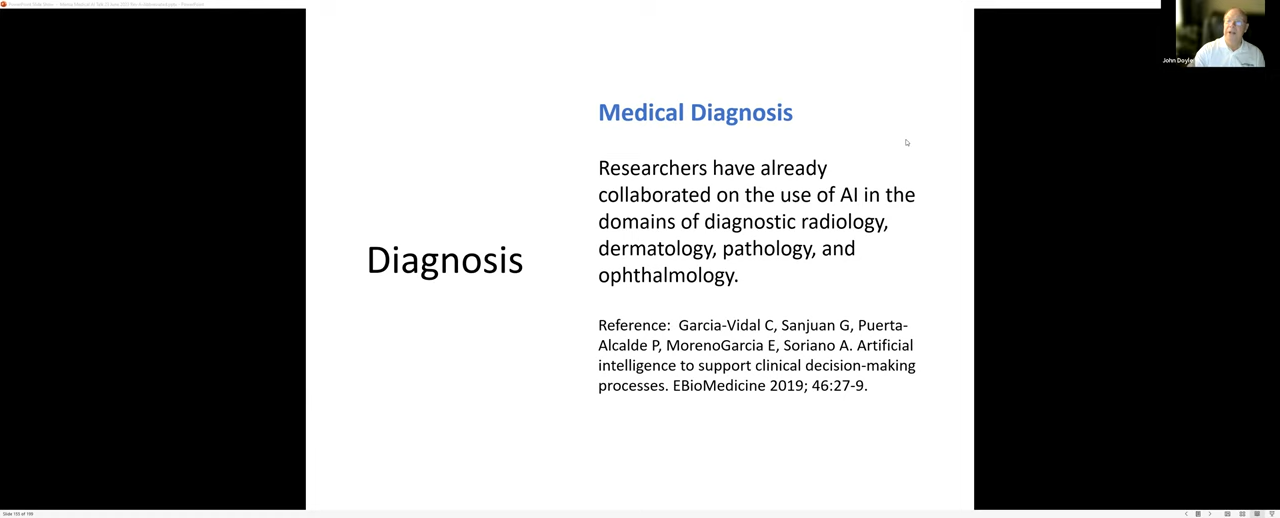 John Doyle
Medical Diagnosis
Researchers have already
collaborated on the use of AI in the
domains of diagnostic radiology,
dermatology, pathology, and
ophthalmology.
Diagnosis
Reference:  Garcia-Vidal C, Sanjuan G, Puerta-
Alcalde P, MorenoGarcia E, Soriano A. Artificial
intelligence to support clinical decision-making
processes. EBioMedicine 2019; 46:27-9.